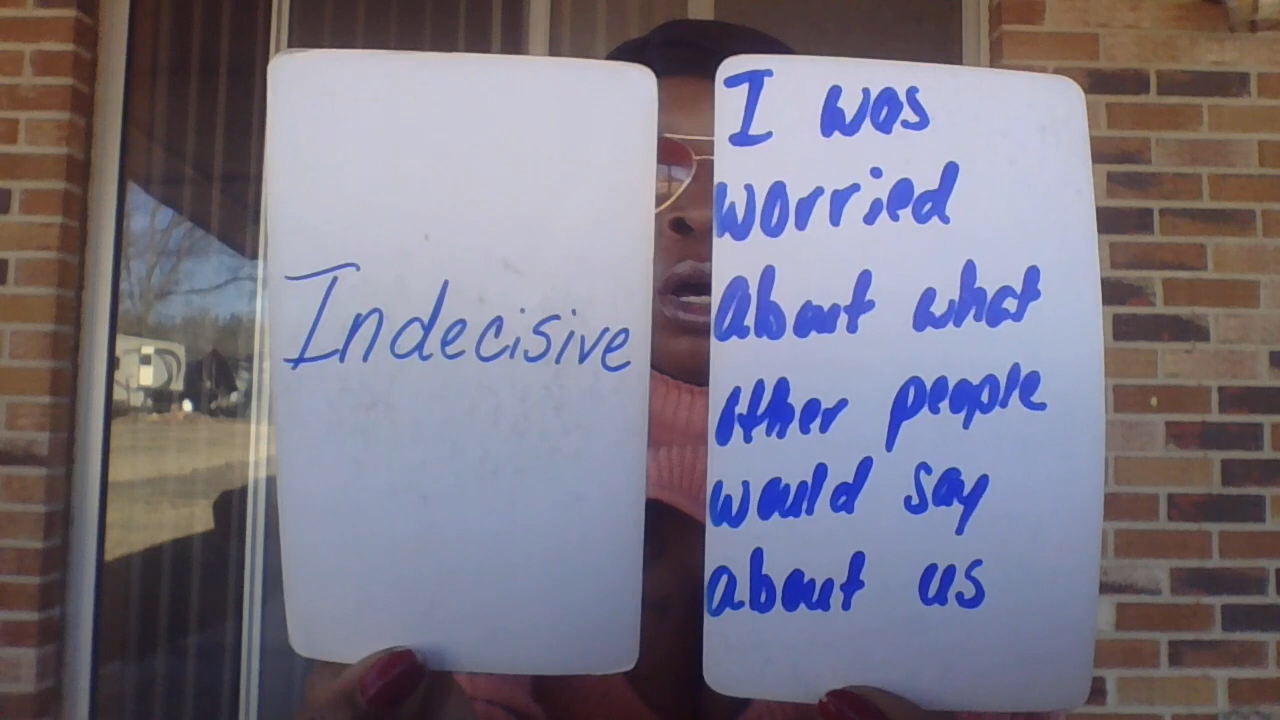 Indecisive
I was
worried
About what
other people
would say
about us